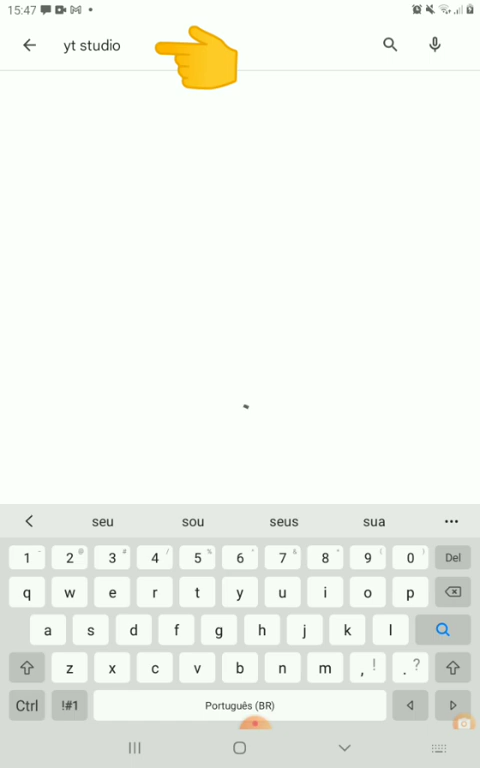 15:47
yt studio
seu sou seus sua
1 2 3 4 5 6 7 8 9 0 Del
q w e r t y u i o p
a s d f g h j k l
z x c v b n m , ! . ?
Ctrl !#1 Português (BR)